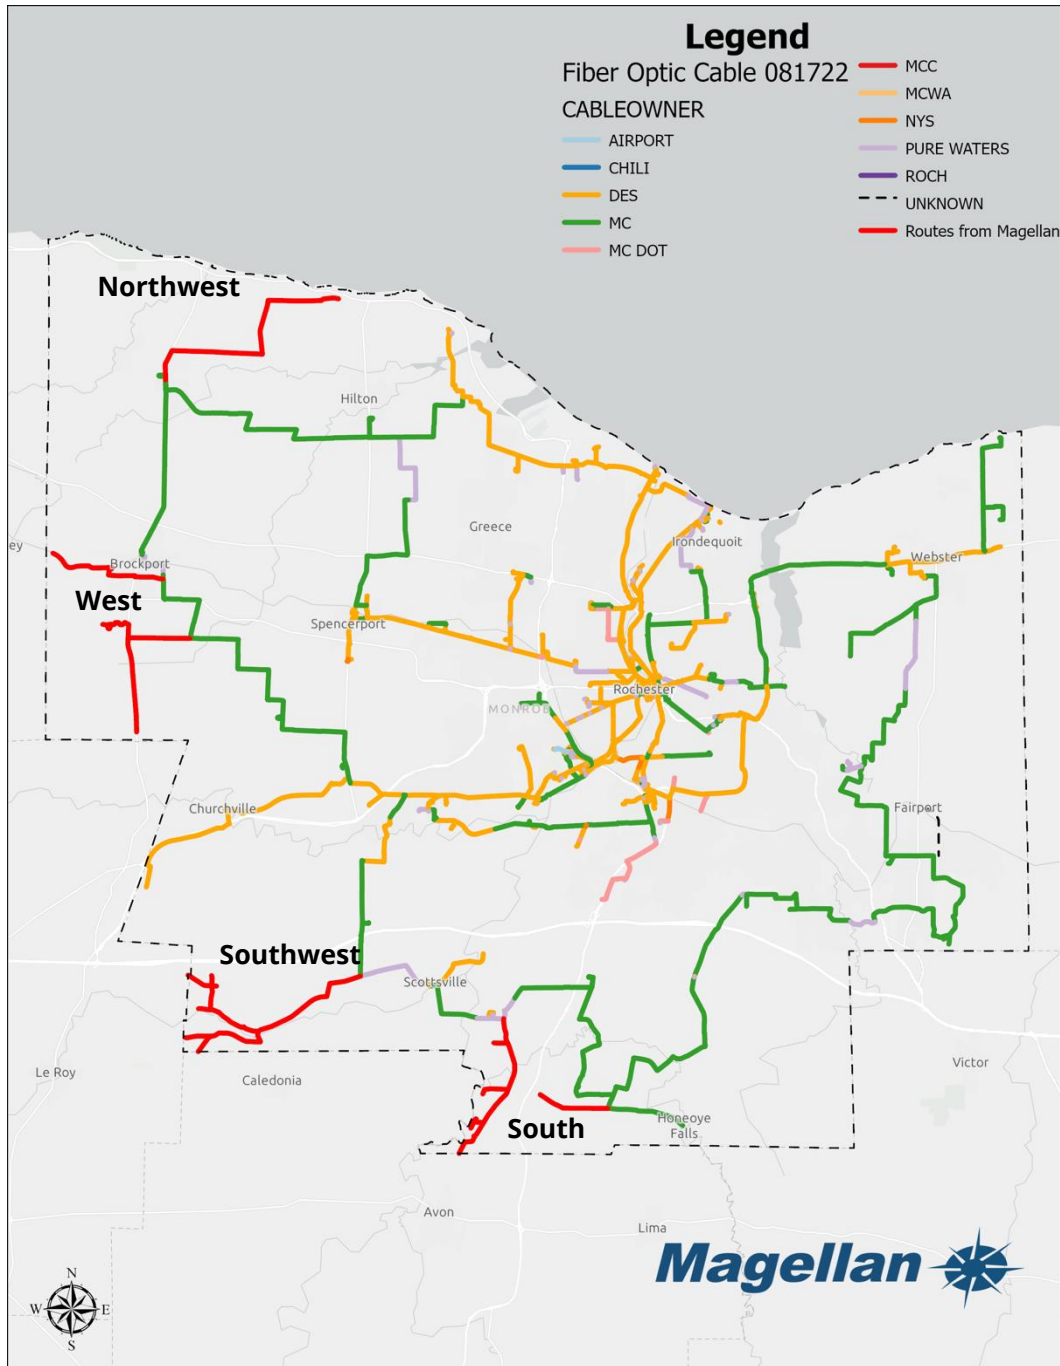 Legend
Fiber Optic Cable 081722
CABLEOWNER
AIRPORT
CHILI
DES
MC
MC DOT
MCC
MCWA
NYS
PURE WATERS
ROCH
UNKNOWN
Routes from Magellan
Northwest
Hilton
Greece
Irondequoit
ey
Brockport
Webster
West
Spencerport
Rochester
MONROE
Churchville
Fairport
Southwest
Scottsville
Le Roy
Caledonia
Victor
South
Honeoye
Falls
Avon
Lima
Magellan
N
W
E
S